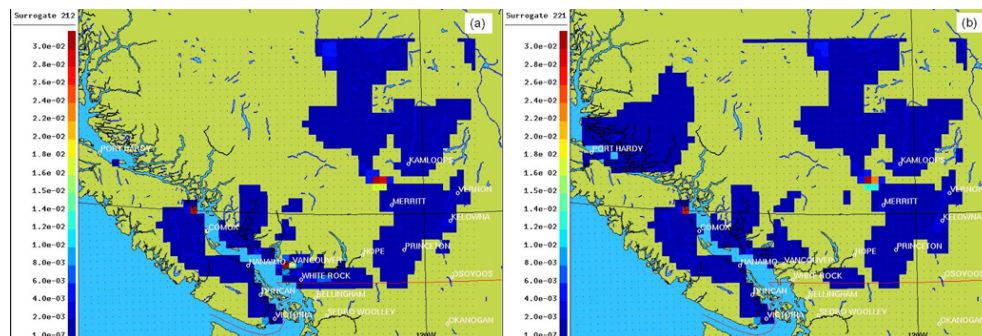 Surrogate 212
3.0e-02
2.8e-02
2.6e-02
2.4e-02
2.2e-02
2.0e-02
1.8e-02
1.6e-02
1.4e-02
1.2e-02
1.0e-02
8.0e-03
6.0e-03
4.0e-03
2.0e-03
1.0e-07
(a)
PORT HARDY
KAMLOOPS
VERNON
MERRITT
KELOWNA
COMOX
HOPE
PRINCETON
NANAIMO
VANCOUVER
WHITE ROCK
OSOYOOS
DUNCAN
BELLINGHAM
VICTORIA
SEDRO WOOLLEY
OKANOGAN
120W
Surrogate 221
3.0e-02
2.8e-02
2.6e-02
2.4e-02
2.2e-02
2.0e-02
1.8e-02
1.6e-02
1.4e-02
1.2e-02
1.0e-02
8.0e-03
6.0e-03
4.0e-03
2.0e-03
1.0e-07
(b)
PORT HARDY
KAMLOOPS
VERNON
MERRITT
KELOWNA
COMOX
HOPE
PRINCETON
NANAIMO
VANCOUVER
WHITE ROCK
OSOYOOS
DUNCAN
BELLINGHAM
VICTORIA
SEDRO WOOLLEY
OKANOGAN
120W